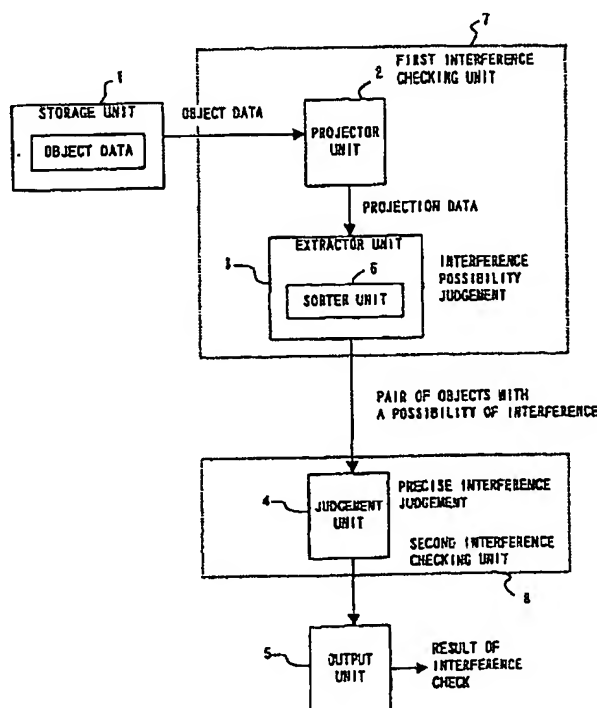 7
FIRST INTERFERENCE
CHECKING UNIT
1
STORAGE UNIT
OBJECT DATA
OBJECT DATA
2
PROJECTOR
UNIT
PROJECTION DATA
EXTRACTOR UNIT
3
6
SORTER UNIT
INTERFERENCE
POSSIBILITY
JUDGEMENT
PAIR OF OBJECTS WITH
A POSSIBILITY OF INTERFERENCE
4
JUDGEMENT
UNIT
PRECISE INTERFERENCE
JUDGEMENT
SECOND INTERFERENCE
CHECKING UNIT
8
5
OUTPUT
UNIT
RESULT OF
INTERFERENCE
CHECK